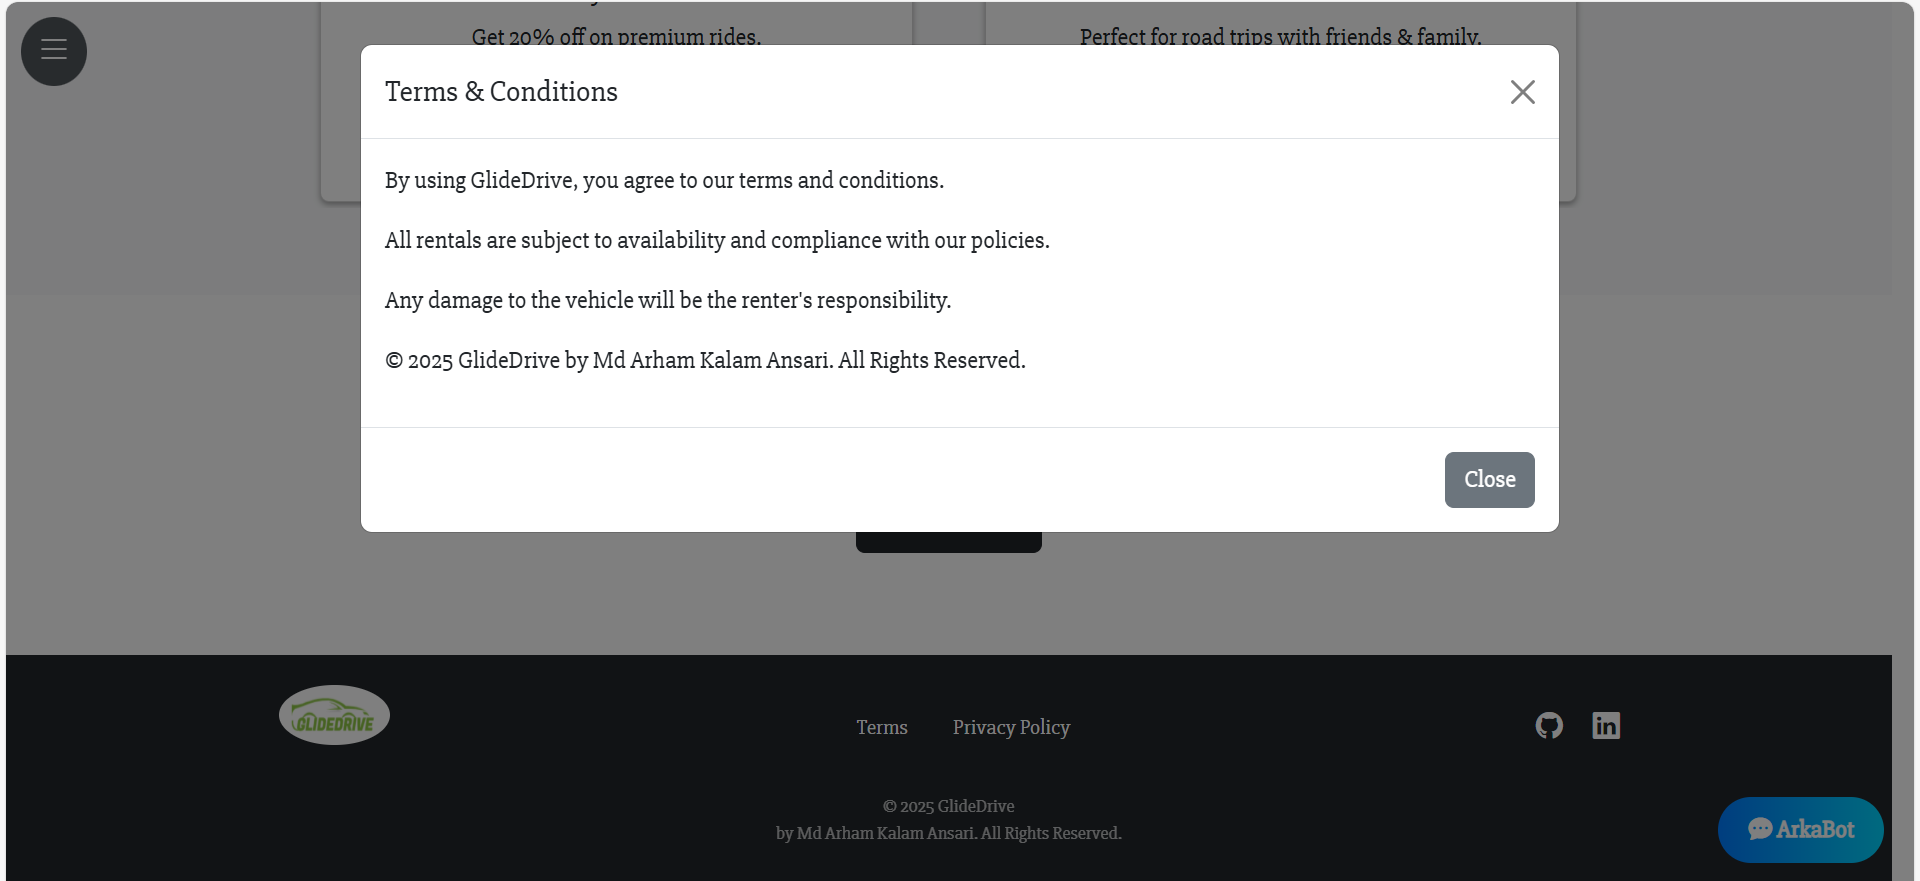 Get 20% off on premium rides.
Perfect for road trips with friends & family.
Terms & Conditions
By using GlideDrive, you agree to our terms and conditions.
All rentals are subject to availability and compliance with our policies.
Any damage to the vehicle will be the renter's responsibility.
© 2025 GlideDrive by Md Arham Kalam Ansari. All Rights Reserved.
Close
GLIDEDRIVE
Terms
Privacy Policy
in
© 2025 GlideDrive
by Md Arham Kalam Ansari. All Rights Reserved.
ArkaBot